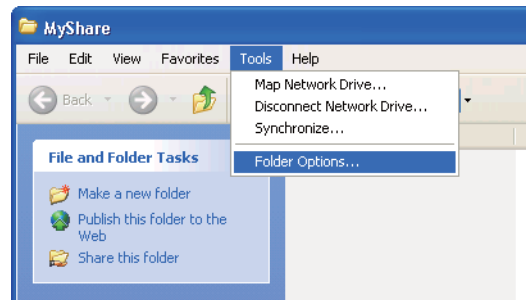 MyShare
File Edit View Favorites Tools Help
Back
Map Network Drive...
Disconnect Network Drive...
Synchronize...
Folder Options...
File and Folder Tasks
Make a new folder
Publish this folder to the
Web
Share this folder